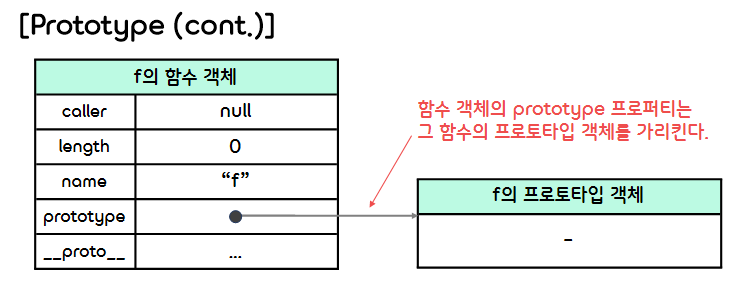 [Prototype (cont.)]
f의 함수 객체
caller null
length 0
name “f”
prototype
__proto__ ...
함수 객체의 prototype 프로퍼티는
그 함수의 프로토타입 객체를 가리킨다.
f의 프로토타입 객체
-